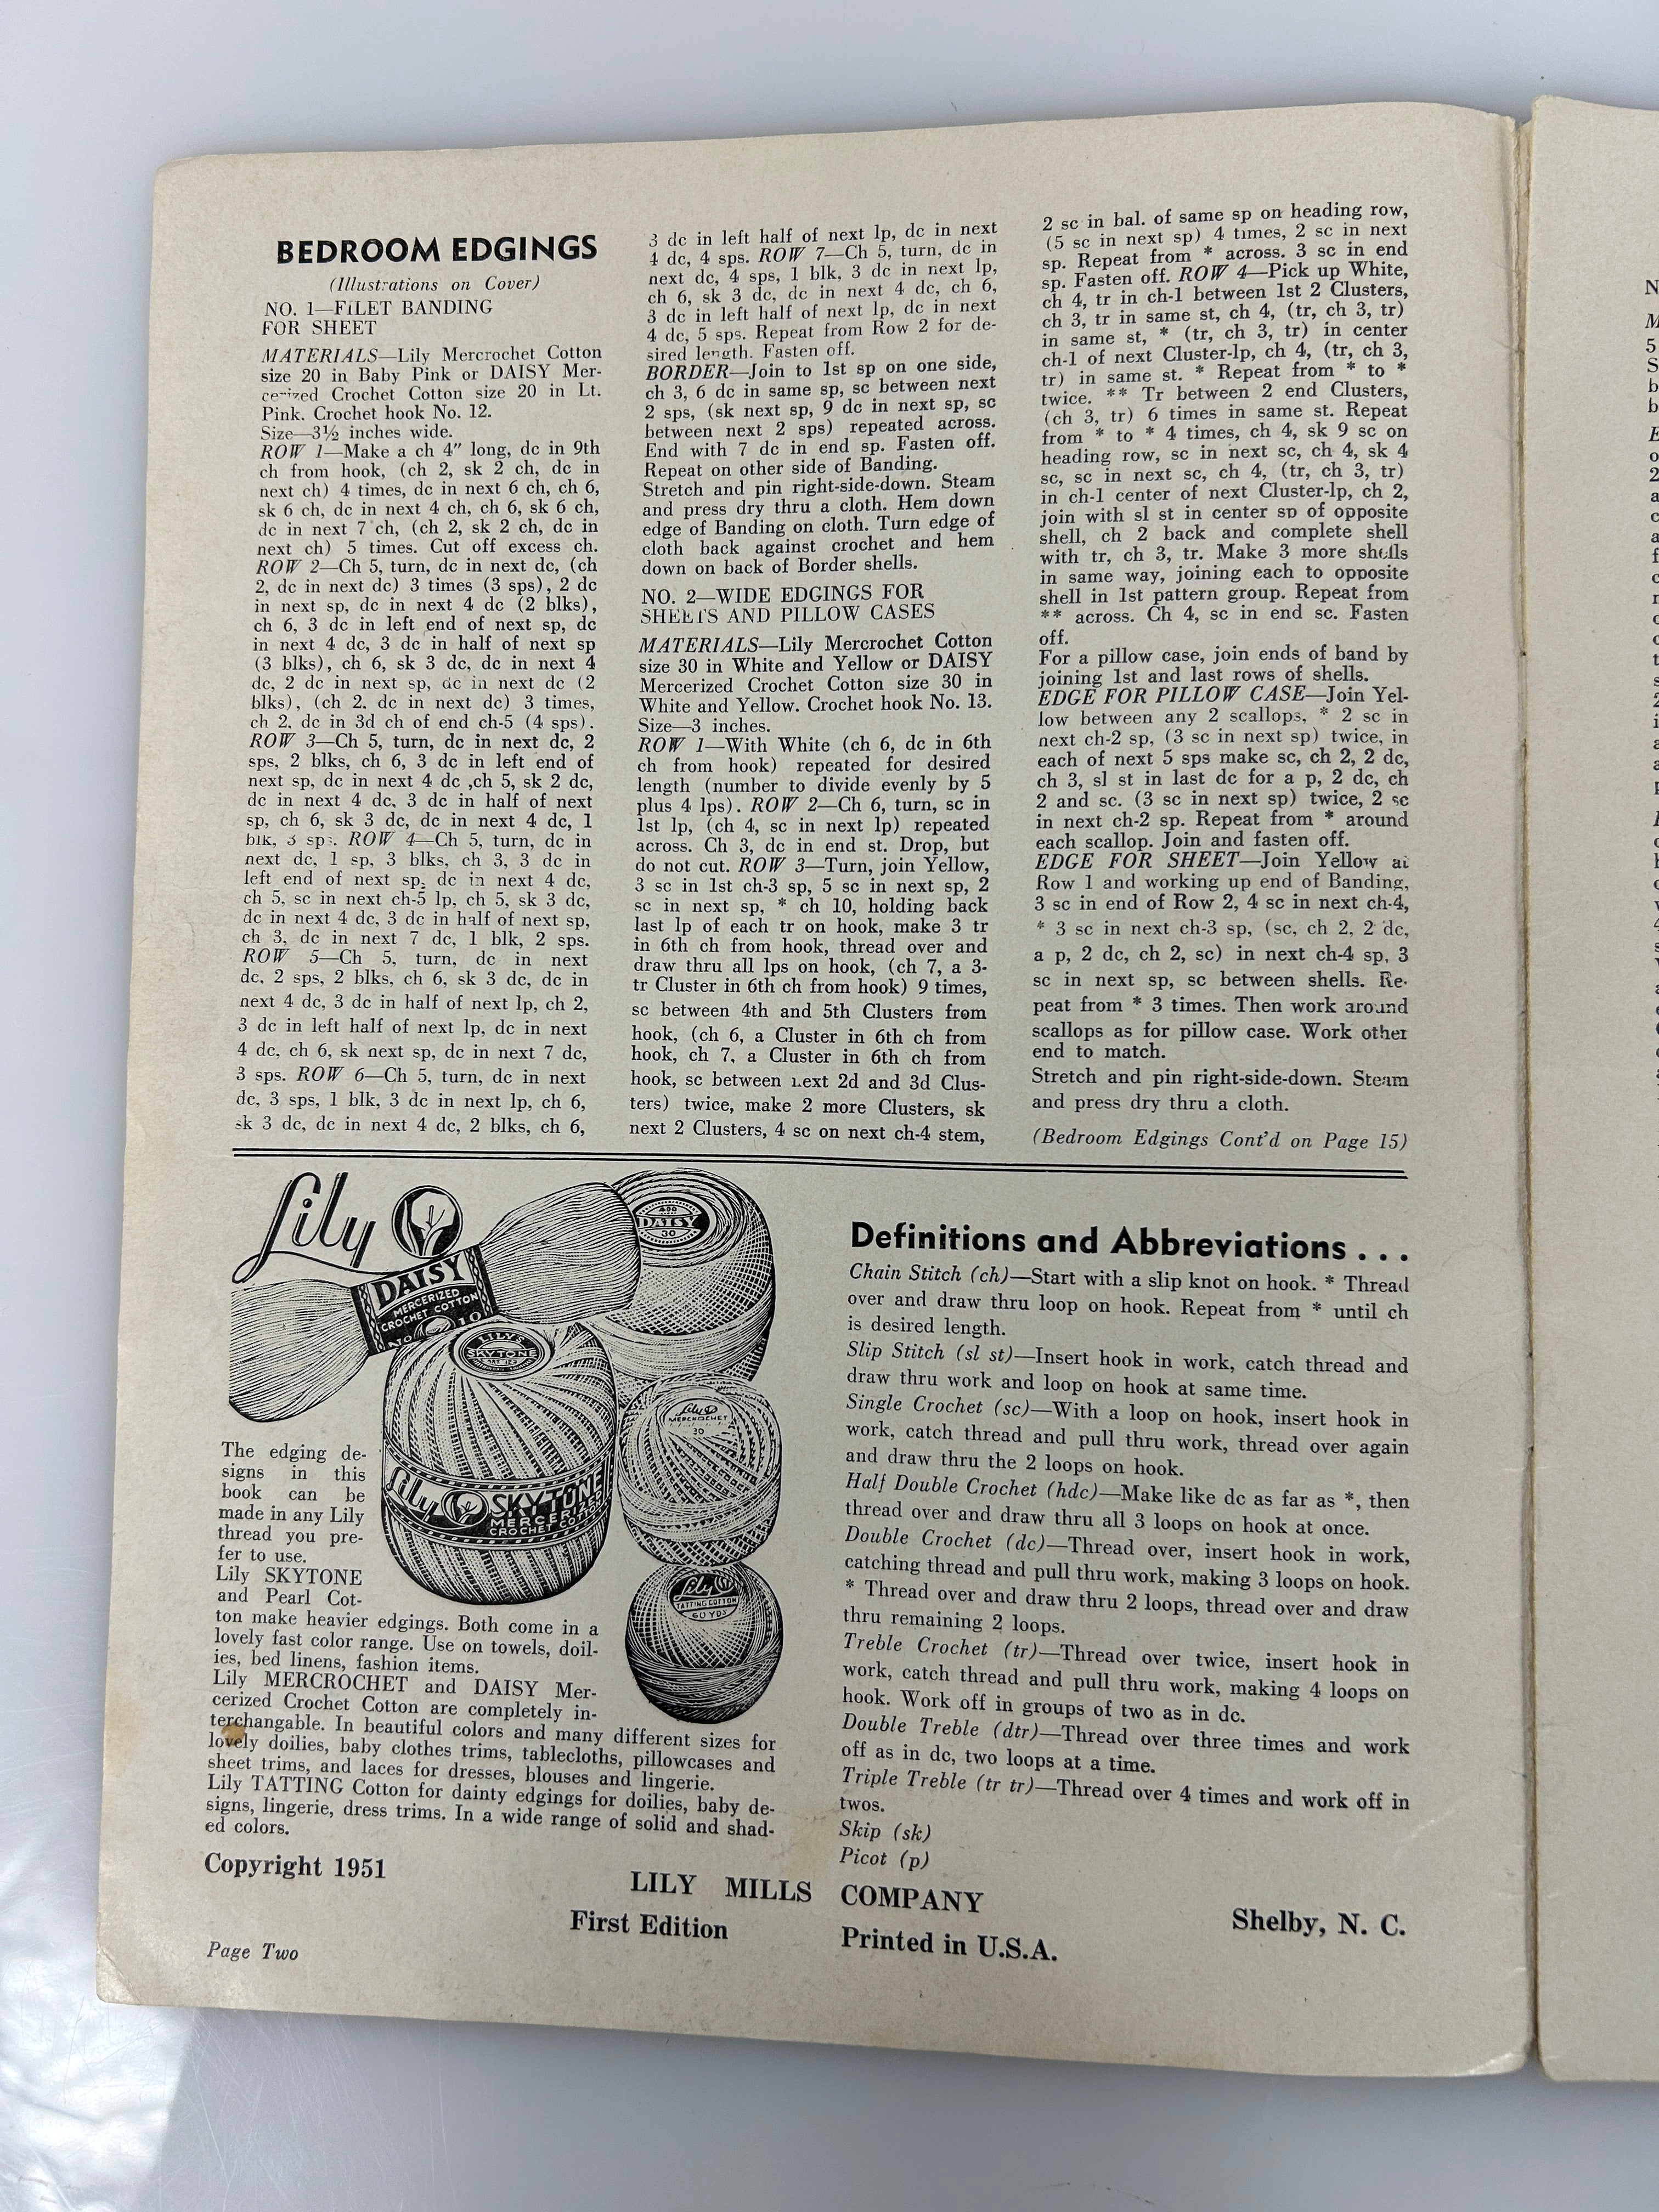 BEDROOM EDGINGS
(Illustrations on Cover)
NO. 1—FILET BANDING
FOR SHEET
MATERIALS—Lily Mercrochet Cotton
size 20 in Baby Pink or DAISY Mer-
cerized Crochet Cotton size 20 in Lt.
Pink. Crochet hook No. 12.
Size—3½ inches wide.
ROW 1—Make a ch 4" long, dc in 9th
ch from hook, (ch 2, sk 2 ch, dc in
next ch) 4 times, dc in next 6 ch, ch 6,
sk 6 ch, dc in next 4 ch, ch 6, sk 6 ch,
dc in next 7 ch, (ch 2, sk 2 ch, dc in
next ch) 5 times. Cut off excess ch.
ROW 2—Ch 5, turn, dc in next dc, (ch
2, dc in next dc) 3 times (3 sps), 2 dc
in next sp, dc in next 4 dc (2 blks),
ch 6, 3 dc in left end of next sp, dc
in next 4 dc, 3 dc in half of next sp
(3 blks), ch 6, sk 3 dc, dc in next 4
dc, 2 dc in next sp, dc in next dc (2
blks), (ch 2, dc in next dc) 3 times,
ch 2, dc in 3d ch of end ch-5 (4 sps).
ROW 3—Ch 5, turn, dc in next dc, 2
sps, 2 blks, ch 6, 3 dc in left end of
next sp, dc in next 4 dc ,ch 5, sk 2 dc,
dc in next 4 dc, 3 dc in half of next
sp, ch 6, sk 3 dc, dc in next 4 dc, 1
blk, 3 sps. ROW 4—Ch 5, turn, dc in
next dc, 1 sp, 3 blks, ch 3, 3 dc in
left end of next sp, dc in next 4 dc,
ch 5, sc in next ch-5 lp, ch 5, sk 3 dc,
dc in next 4 dc, 3 dc in half of next sp,
ch 3, dc in next 7 dc, 1 blk, 2 sps.
ROW 5—Ch 5, turn, dc in next
dc, 2 sps, 2 blks, ch 6, sk 3 dc, dc in
next 4 dc, 3 dc in half of next lp, ch 2,
3 dc in left half of next lp, dc in next
4 dc, ch 6, sk next sp, dc in next 7 dc,
3 sps. ROW 6—Ch 5, turn, dc in next
dc, 3 sps, 1 blk, 3 dc in next lp, ch 6,
sk 3 dc, dc in next 4 dc, 2 blks, ch 6,
3 dc in left half of next lp, dc in next
4 dc, 4 sps. ROW 7—Ch 5, turn, dc in
next dc, 4 sps, 1 blk, 3 dc in next lp,
ch 6, sk 3 dc, dc in next 4 dc, ch 6,
3 dc in left half of next lp, dc in next
4 dc, 5 sps. Repeat from Row 2 for de-
sired length. Fasten off.
BORDER—Join to 1st sp on one side,
ch 3, 6 dc in same sp, sc between next
2 sps, (sk next sp, 9 dc in next sp, sc
between next 2 sps) repeated across.
End with 7 dc in end sp. Fasten off.
Repeat on other side of Banding.
Stretch and pin right-side-down. Steam
and press dry thru a cloth. Hem down
edge of Banding on cloth. Turn edge of
cloth back against crochet and hem
down on back of Border shells.
NO. 2—WIDE EDGINGS FOR
SHEETS AND PILLOW CASES
MATERIALS—Lily Mercrochet Cotton
size 30 in White and Yellow or DAISY
Mercerized Crochet Cotton size 30 in
White and Yellow. Crochet hook No. 13.
Size—3 inches.
ROW 1—With White (ch 6, dc in 6th
ch from hook) repeated for desired
length (number to divide evenly by 5
plus 4 lps). ROW 2—Ch 6, turn, sc in
1st lp, (ch 4, sc in next lp) repeated
across. Ch 3, dc in end st. Drop, but
do not cut. ROW 3—Turn, join Yellow,
3 sc in 1st ch-3 sp, 5 sc in next sp, 2
sc in next sp, * ch 10, holding back
last lp of each tr on hook, make 3 tr
in 6th ch from hook, thread over and
draw thru all lps on hook, (ch 7, a 3-
tr Cluster in 6th ch from hook) 9 times,
sc between 4th and 5th Clusters from
hook, (ch 6, a Cluster in 6th ch from
hook, ch 7, a Cluster in 6th ch from
hook, sc between next 2d and 3d Clus-
ters) twice, make 2 more Clusters, sk
next 2 Clusters, 4 sc on next ch-4 stem,
2 sc in bal. of same sp on heading row,
(5 sc in next sp) 4 times, 2 sc in next
sp. Repeat from * across. 3 sc in end
sp. Fasten off. ROW 4—Pick up White,
ch 4, tr in ch-1 between 1st 2 Clusters,
ch 3, tr in same st, ch 4, (tr, ch 3, tr)
in same st, * (tr, ch 3, tr) in center
ch-1 of next Cluster-lp, ch 4, (tr, ch 3,
tr) in same st. * Repeat from * to *
twice. ** Tr between 2 end Clusters,
(ch 3, tr) 6 times in same st. Repeat
from * to * 4 times, ch 4, sk 9 sc on
heading row, sc in next sc, ch 4, sk 4
sc, sc in next sc, ch 4, (tr, ch 3, tr)
in ch-1 center of next Cluster-lp, ch 2,
join with sl st in center sp of opposite
shell, ch 2 back and complete shell
with tr, ch 3, tr. Make 3 more shells
in same way, joining each to opposite
shell in 1st pattern group. Repeat from
** across. Ch 4, sc in end sc. Fasten
off.
For a pillow case, join ends of band by
joining 1st and last rows of shells.
EDGE FOR PILLOW CASE—Join Yel-
low between any 2 scallops, * 2 sc in
next ch-2 sp, (3 sc in next sp) twice, in
each of next 5 sps make sc, ch 2, 2 dc,
ch 3, sl st in last dc for a p, 2 dc, ch
2 and sc. (3 sc in next sp) twice, 2 sc
in next ch-2 sp. Repeat from * around
each scallop. Join and fasten off.
EDGE FOR SHEET—Join Yellow at
Row 1 and working up end of Banding,
3 sc in end of Row 2, 4 sc in next ch-4,
* 3 sc in next ch-3 sp, (sc, ch 2, 2 dc,
a p, 2 dc, ch 2, sc) in next ch-4 sp, 3
sc in next sp, sc between shells. Re-
peat from * 3 times. Then work around
scallops as for pillow case. Work other
end to match.
Stretch and pin right-side-down. Steam
and press dry thru a cloth.
(Bedroom Edgings Cont'd on Page 15)
Lily
DAISY
MERCERIZED
CROCHET COTTON
10
400
DAISY
30
LILY'S
SKYTONE
Lily
MERCROCHET
30
Lily SKYTONE
MERCERIZED
CROCHET COTTON
Lily
TATTING COTTON
60 YDS
The edging de-
signs in this
book can be
made in any Lily
thread you pre-
fer to use.
Lily SKYTONE
and Pearl Cot-
ton make heavier edgings. Both come in a
lovely fast color range. Use on towels, doil-
ies, bed linens, fashion items.
Lily MERCROCHET and DAISY Mer-
cerized Crochet Cotton are completely in-
terchangable. In beautiful colors and many different sizes for
lovely doilies, baby clothes trims, tablecloths, pillowcases and
sheet trims, and laces for dresses, blouses and lingerie.
Lily TATTING Cotton for dainty edgings for doilies, baby de-
signs, lingerie, dress trims. In a wide range of solid and shad-
ed colors.
Definitions and Abbreviations . . .
Chain Stitch (ch)—Start with a slip knot on hook. * Thread
over and draw thru loop on hook. Repeat from * until ch
is desired length.
Slip Stitch (sl st)—Insert hook in work, catch thread and
draw thru work and loop on hook at same time.
Single Crochet (sc)—With a loop on hook, insert hook in
work, catch thread and pull thru work, thread over again
and draw thru the 2 loops on hook.
Half Double Crochet (hdc)—Make like dc as far as *, then
thread over and draw thru all 3 loops on hook at once.
Double Crochet (dc)—Thread over, insert hook in work,
catching thread and pull thru work, making 3 loops on hook.
* Thread over and draw thru 2 loops, thread over and draw
thru remaining 2 loops.
Treble Crochet (tr)—Thread over twice, insert hook in
work, catch thread and pull thru work, making 4 loops on
hook. Work off in groups of two as in dc.
Double Treble (dtr)—Thread over three times and work
off as in dc, two loops at a time.
Triple Treble (tr tr)—Thread over 4 times and work off in
twos.
Skip (sk)
Picot (p)
Copyright 1951
LILY MILLS COMPANY
Shelby, N. C.
First Edition
Printed in U.S.A.
Page Two